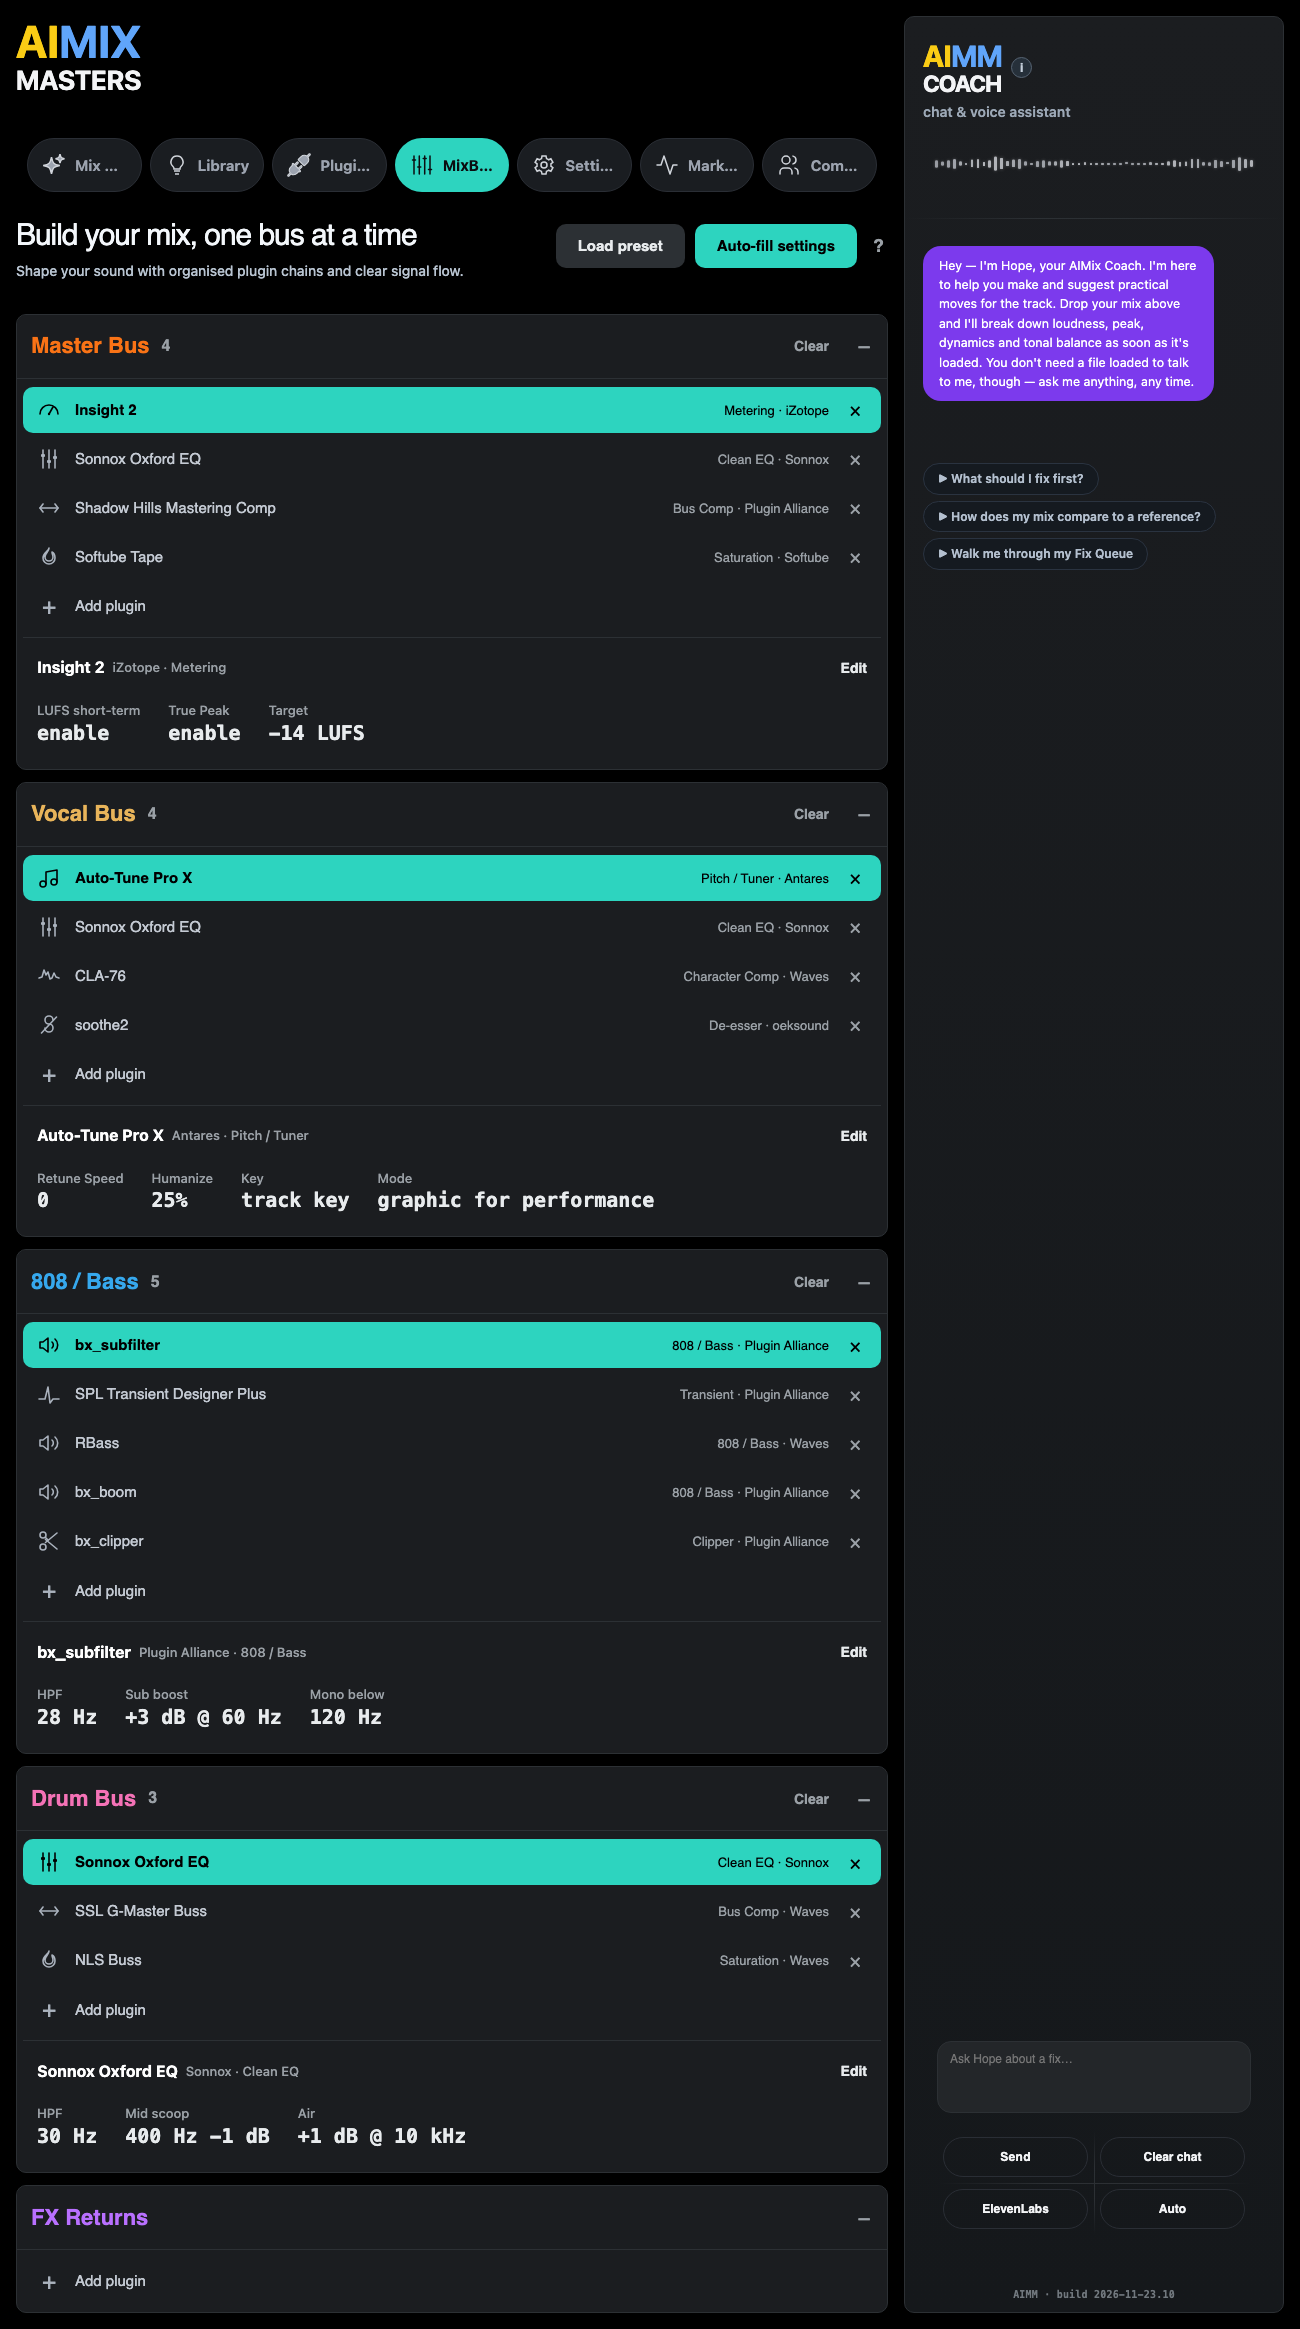 AIMIX
MASTERS
Mix ...
Library
Plugi...
MixB...
Setti...
Mark...
Com...
Build your mix, one bus at a time
Shape your sound with organised plugin chains and clear signal flow.
Load preset
Auto-fill settings
?
Master Bus 4
Clear
Insight 2
Metering · iZotope
Sonnox Oxford EQ
Clean EQ · Sonnox
Shadow Hills Mastering Comp
Bus Comp · Plugin Alliance
Softube Tape
Saturation · Softube
+ Add plugin
Insight 2 iZotope · Metering
Edit
LUFS short-term
enable
True Peak
enable
Target
−14 LUFS
Vocal Bus 4
Clear
Auto-Tune Pro X
Pitch / Tuner · Antares
Sonnox Oxford EQ
Clean EQ · Sonnox
CLA-76
Character Comp · Waves
soothe2
De-esser · oeksound
+ Add plugin
Auto-Tune Pro X Antares · Pitch / Tuner
Edit
Retune Speed
0
Humanize
25%
Key
track key
Mode
graphic for performance
808 / Bass 5
Clear
bx_subfilter
808 / Bass · Plugin Alliance
SPL Transient Designer Plus
Transient · Plugin Alliance
RBass
808 / Bass · Waves
bx_boom
808 / Bass · Plugin Alliance
bx_clipper
Clipper · Plugin Alliance
+ Add plugin
bx_subfilter Plugin Alliance · 808 / Bass
Edit
HPF
28 Hz
Sub boost
+3 dB @ 60 Hz
Mono below
120 Hz
Drum Bus 3
Clear
Sonnox Oxford EQ
Clean EQ · Sonnox
SSL G-Master Buss
Bus Comp · Waves
NLS Buss
Saturation · Waves
+ Add plugin
Sonnox Oxford EQ Sonnox · Clean EQ
Edit
HPF
30 Hz
Mid scoop
400 Hz −1 dB
Air
+1 dB @ 10 kHz
FX Returns
+ Add plugin
AIMM
COACH
i
chat & voice assistant
Hey — I'm Hope, your AIMix Coach. I'm here
to help you make and suggest practical
moves for the track. Drop your mix above
and I'll break down loudness, peak,
dynamics and tonal balance as soon as it's
loaded. You don't need a file loaded to talk
to me, though — ask me anything, any time.
▶ What should I fix first?
▶ How does my mix compare to a reference?
▶ Walk me through my Fix Queue
Ask Hope about a fix...
Send
Clear chat
ElevenLabs
Auto
AIMM · build 2026-11-23.10